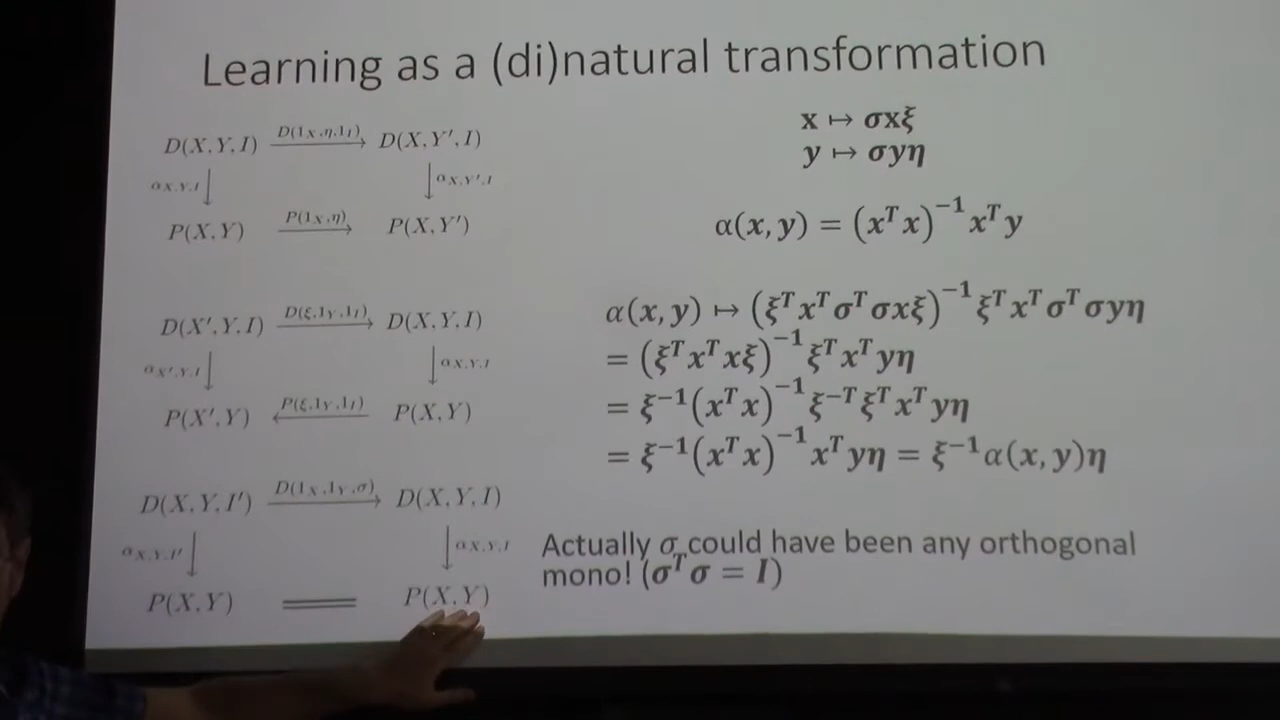 Learning as a (di)natural transformation
D(X,Y,I) D(1_X,η,1_I) D(X,Y',I)
α_{X,Y,I} α_{X,Y',I}
P(X,Y) P(1_X,η) P(X,Y')
D(X',Y,I) D(ξ,1_Y,1_I) D(X,Y,I)
α_{X',Y,I} α_{X,Y,I}
P(X',Y) P(ξ,1_Y,1_I) P(X,Y)
D(X,Y,I') D(1_X,1_Y,σ) D(X,Y,I)
α_{X,Y,I'} α_{X,Y,I}
P(X,Y) = P(X,Y)
x ↦ σxξ
y ↦ σyη
α(x, y) = (x^T x)^{-1} x^T y
α(x, y) ↦ (ξ^T x^T σ^T σxξ)^{-1} ξ^T x^T σ^T σyη
= (ξ^T x^T xξ)^{-1} ξ^T x^T yη
= ξ^{-1}(x^T x)^{-1} ξ^{-T} ξ^T x^T yη
= ξ^{-1}(x^T x)^{-1} x^T yη = ξ^{-1}α(x, y)η
Actually σ could have been any orthogonal
mono! (σ^T σ = I)